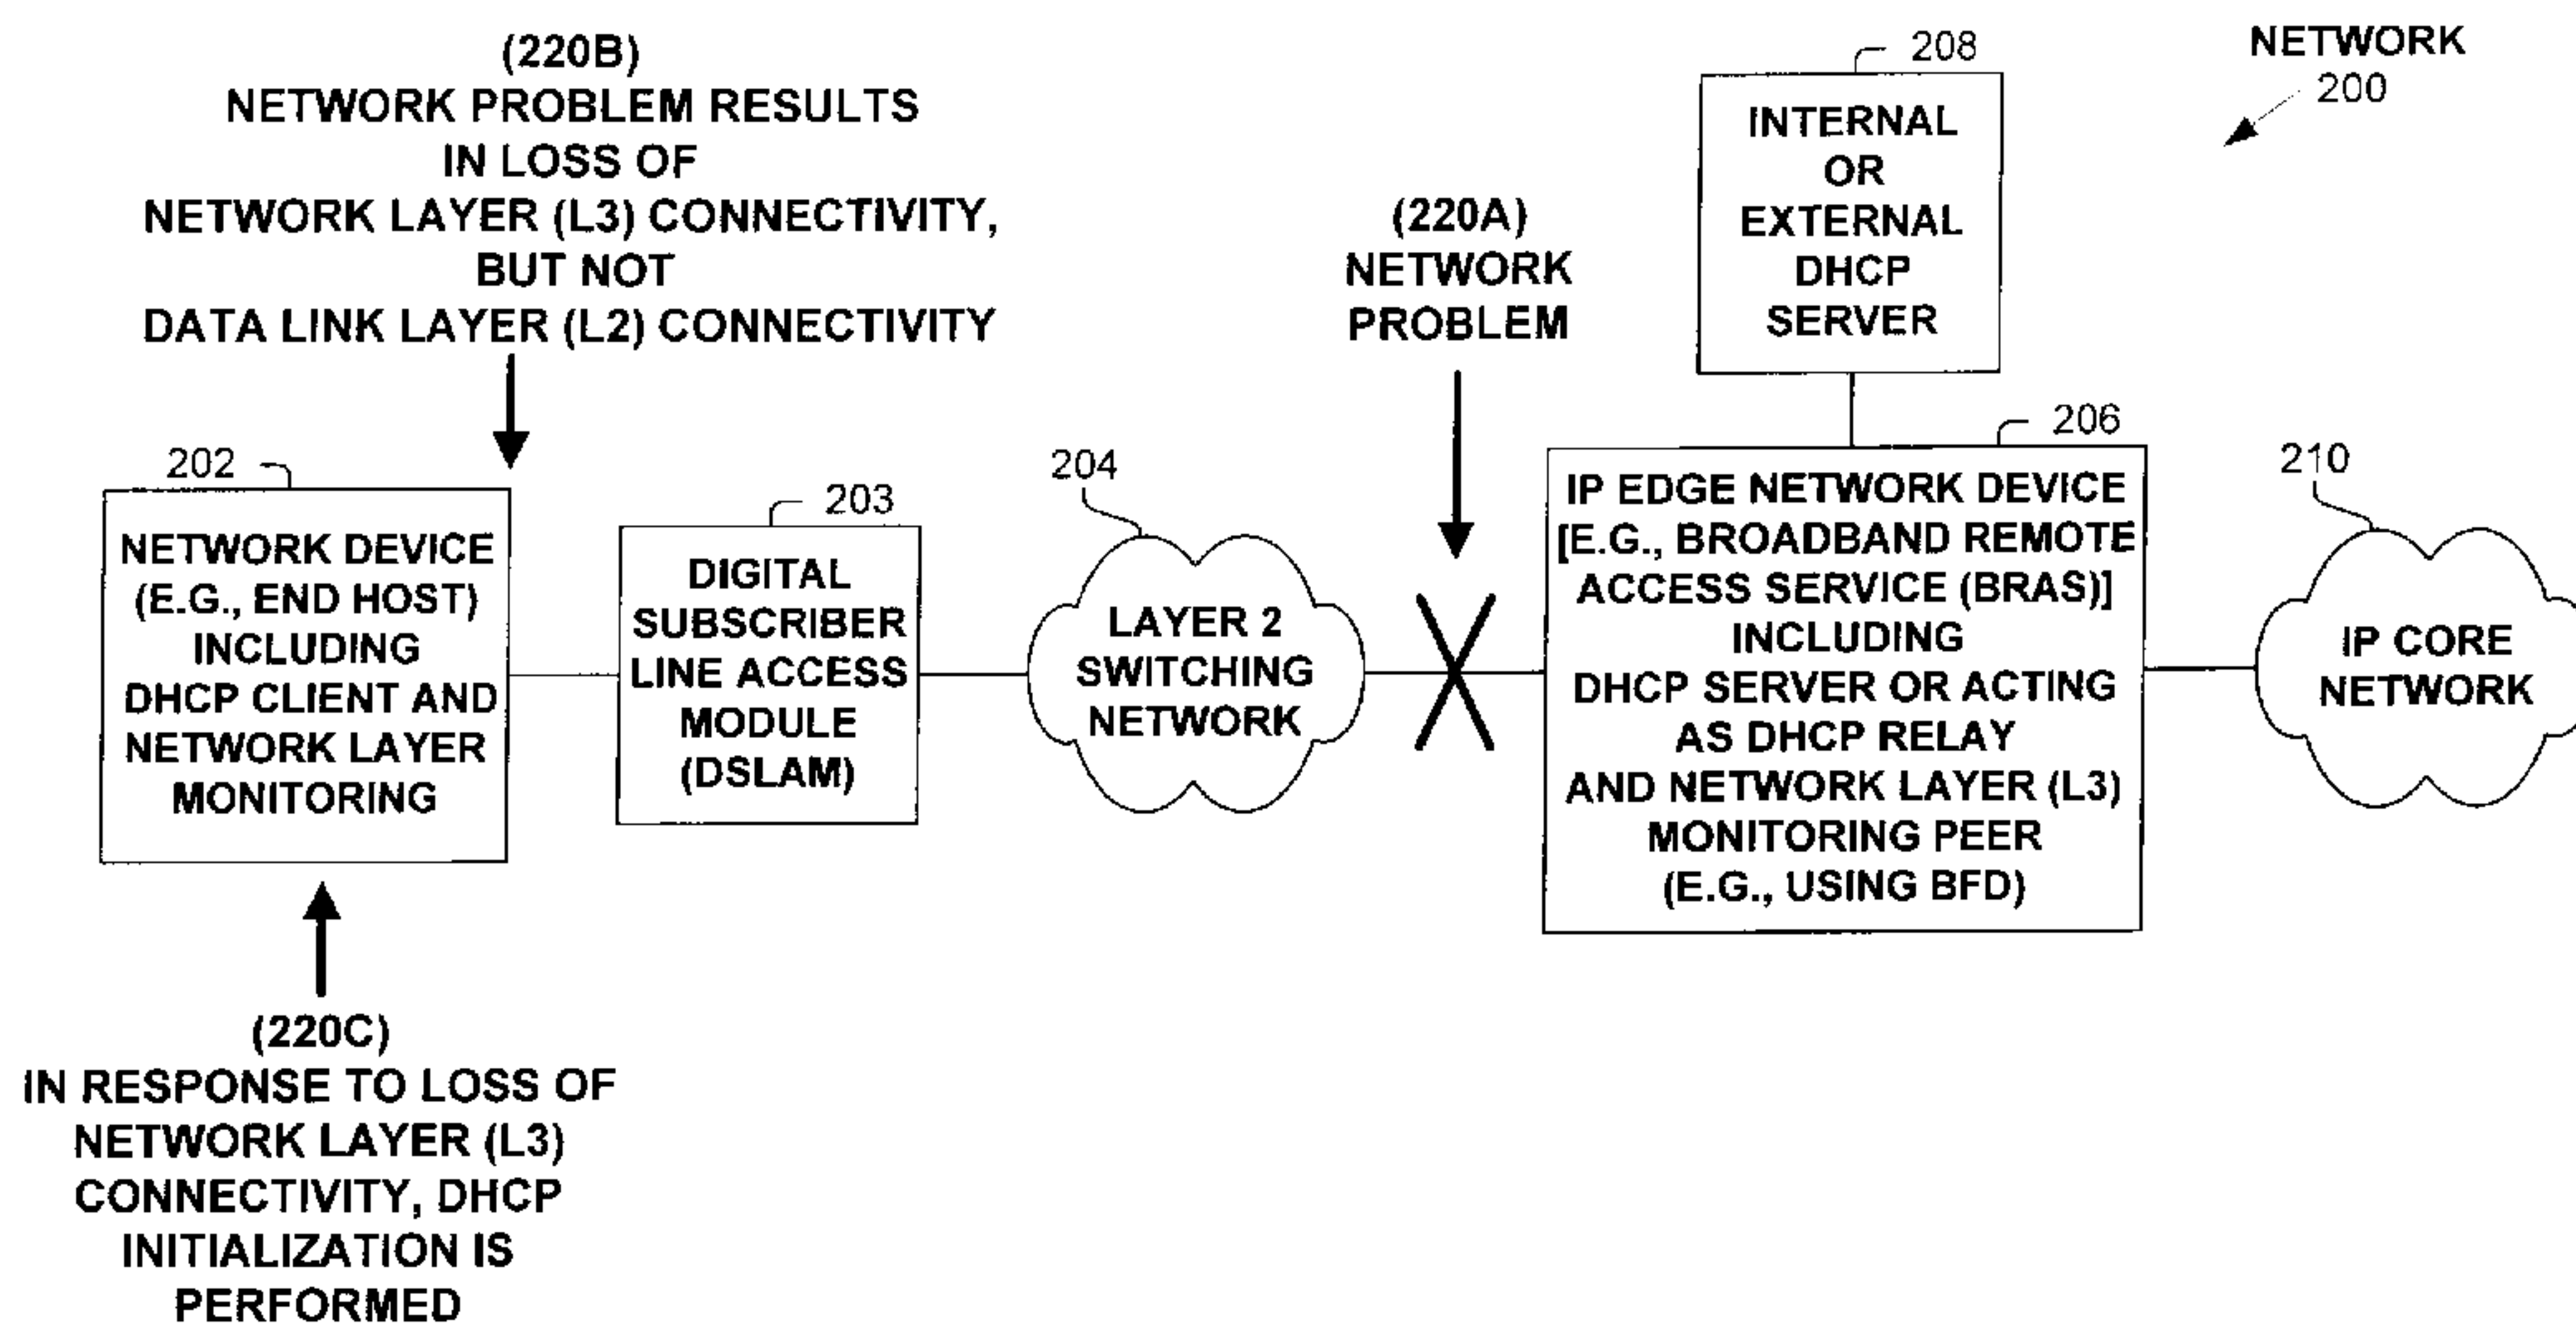 (220B)
NETWORK PROBLEM RESULTS
IN LOSS OF
NETWORK LAYER (L3) CONNECTIVITY,
BUT NOT
DATA LINK LAYER (L2) CONNECTIVITY
(220A)
NETWORK
PROBLEM
208
INTERNAL
OR
EXTERNAL
DHCP
SERVER
NETWORK
200
202
NETWORK DEVICE
(E.G., END HOST)
INCLUDING
DHCP CLIENT AND
NETWORK LAYER
MONITORING
203
DIGITAL
SUBSCRIBER
LINE ACCESS
MODULE
(DSLAM)
204
LAYER 2
SWITCHING
NETWORK
206
IP EDGE NETWORK DEVICE
[E.G., BROADBAND REMOTE
ACCESS SERVICE (BRAS)]
INCLUDING
DHCP SERVER OR ACTING
AS DHCP RELAY
AND NETWORK LAYER (L3)
MONITORING PEER
(E.G., USING BFD)
210
IP CORE
NETWORK
(220C)
IN RESPONSE TO LOSS OF
NETWORK LAYER (L3)
CONNECTIVITY, DHCP
INITIALIZATION IS
PERFORMED